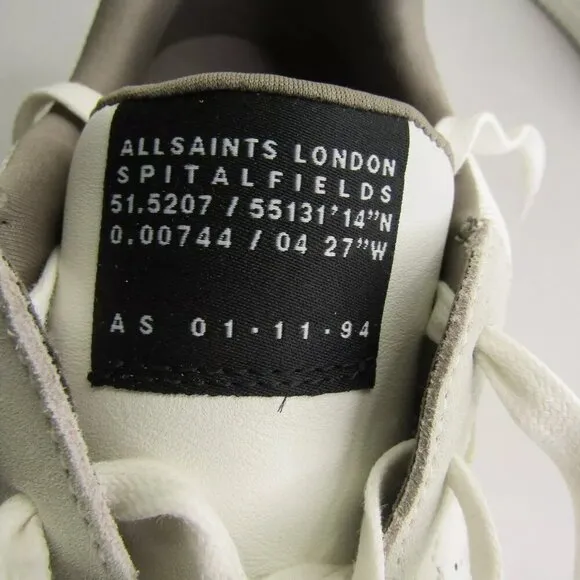 ALLSAINTS LONDON
SPITALFIELDS
51.5207 / 55131°14”N
0.00744 / 04 27”W
AS 01·11·94